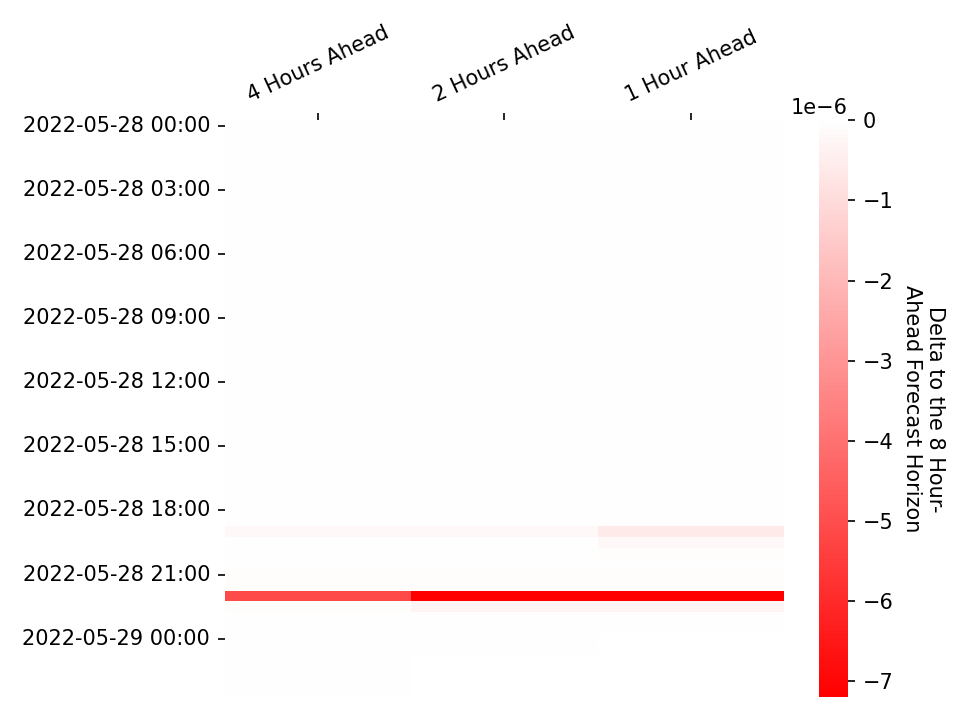 4 Hours Ahead
2 Hours Ahead
1 Hour Ahead
2022-05-28 00:00
2022-05-28 03:00
2022-05-28 06:00
2022-05-28 09:00
2022-05-28 12:00
2022-05-28 15:00
2022-05-28 18:00
2022-05-28 21:00
2022-05-29 00:00
1e−6
0
−1
−2
−3
−4
−5
−6
−7
Delta to the 8 Hour-
Ahead Forecast Horizon